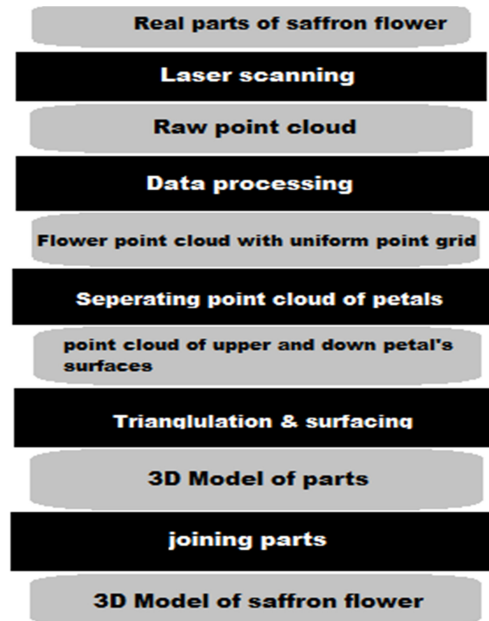 Real parts of saffron flower
Laser scanning
Raw point cloud
Data processing
Flower point cloud with uniform point grid
Seperating point cloud of petals
point cloud of upper and down petal's
surfaces
Trianglulation & surfacing
3D Model of parts
joining parts
3D Model of saffron flower